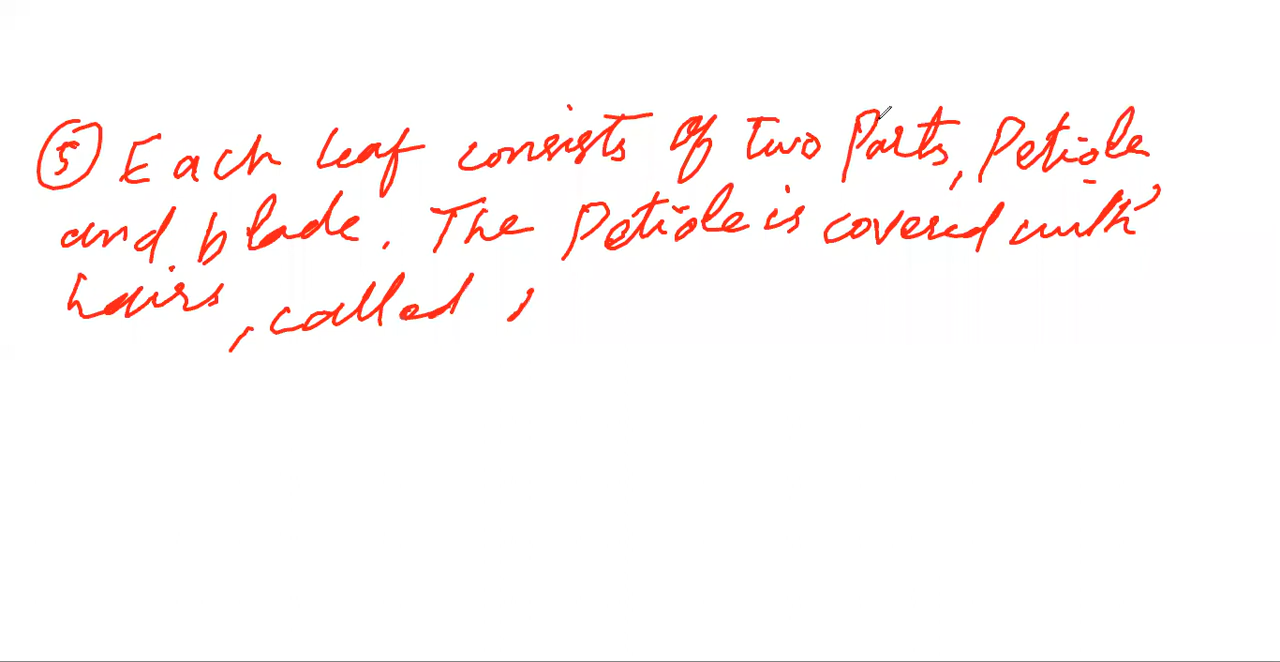 ⑤ Each leaf consists of two Parts, Petiole
and blade. The Petiole is covered with
hairs, called,